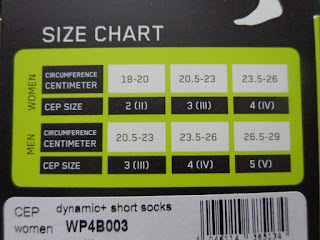 SIZE CHART
WOMEN
CIRCUMFERENCE CENTIMETER 18-20 20.5-23 23.5-26
CEP SIZE 2 (II) 3 (III) 4 (IV)
MEN
CIRCUMFERENCE CENTIMETER 20.5-23 23.5-26 26.5-29
CEP SIZE 3 (III) 4 (IV) 5 (V)
CEP dynamic+ short socks
women WP4B003